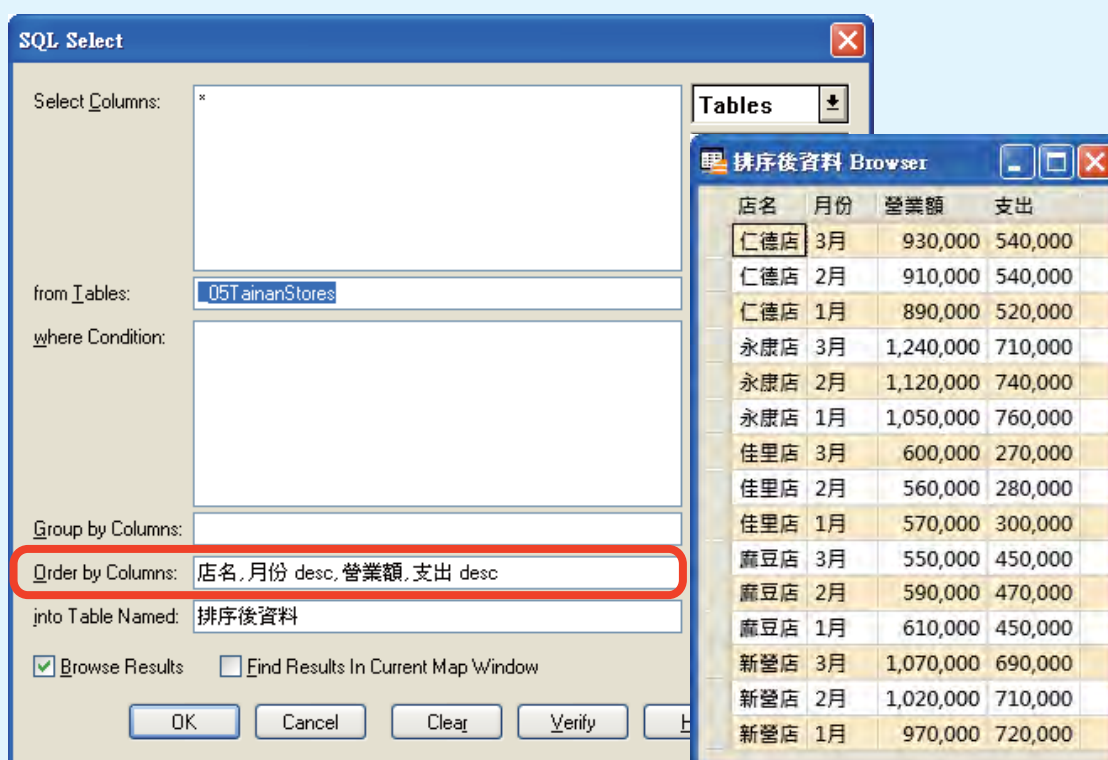 SQL Select
Select Columns:
*
Tables
from Tables:
_05TainanStores
where Condition:
Group by Columns:
Order by Columns:
店名,月份 desc,營業額,支出 desc
into Table Named:
排序後資料
Browse Results
Find Results In Current Map Window
OK
Cancel
Clear
Verify
排序後資料 Browser
店名 月份 營業額 支出
仁德店 3月 930,000 540,000
仁德店 2月 910,000 540,000
仁德店 1月 890,000 520,000
永康店 3月 1,240,000 710,000
永康店 2月 1,120,000 740,000
永康店 1月 1,050,000 760,000
佳里店 3月 600,000 270,000
佳里店 2月 560,000 280,000
佳里店 1月 570,000 300,000
麻豆店 3月 550,000 450,000
麻豆店 2月 590,000 470,000
麻豆店 1月 610,000 450,000
新營店 3月 1,070,000 690,000
新營店 2月 1,020,000 710,000
新營店 1月 970,000 720,000